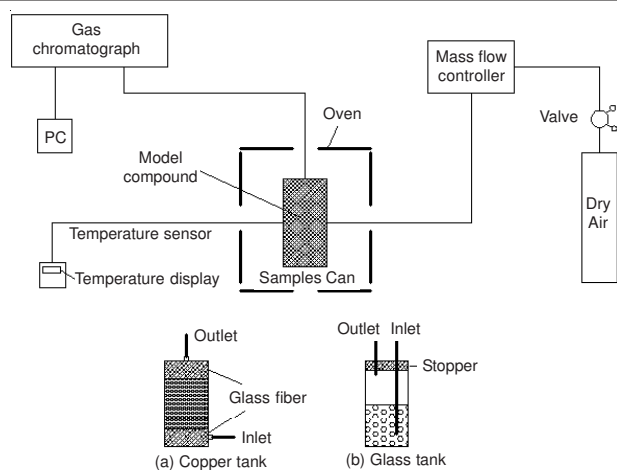 Gas
chromatograph
Mass flow
controller
PC
Oven
Valve
Model
compound
Dry
Air
Temperature sensor
Temperature display
Samples Can
Outlet
Glass fiber
Inlet
(a) Copper tank
Outlet Inlet
Stopper
(b) Glass tank